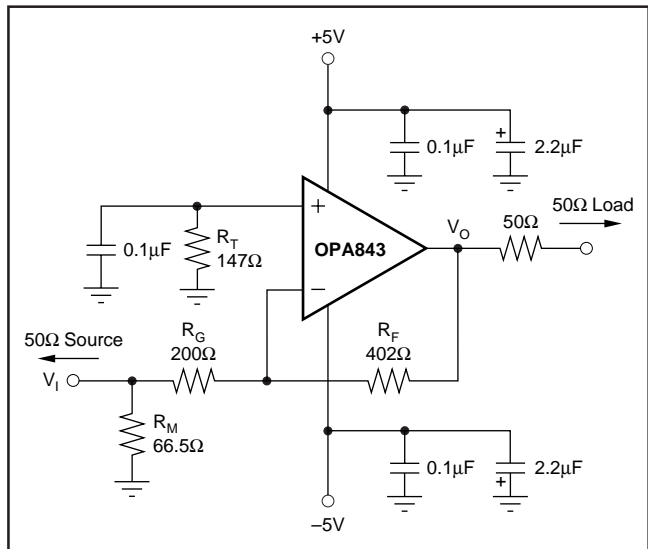 +5V
0.1µF
+
2.2µF
50Ω Load
50Ω
V_O
+
OPA843
−
R_T
147Ω
0.1µF
50Ω Source
R_G
200Ω
R_F
402Ω
V_I
R_M
66.5Ω
0.1µF
+
2.2µF
–5V